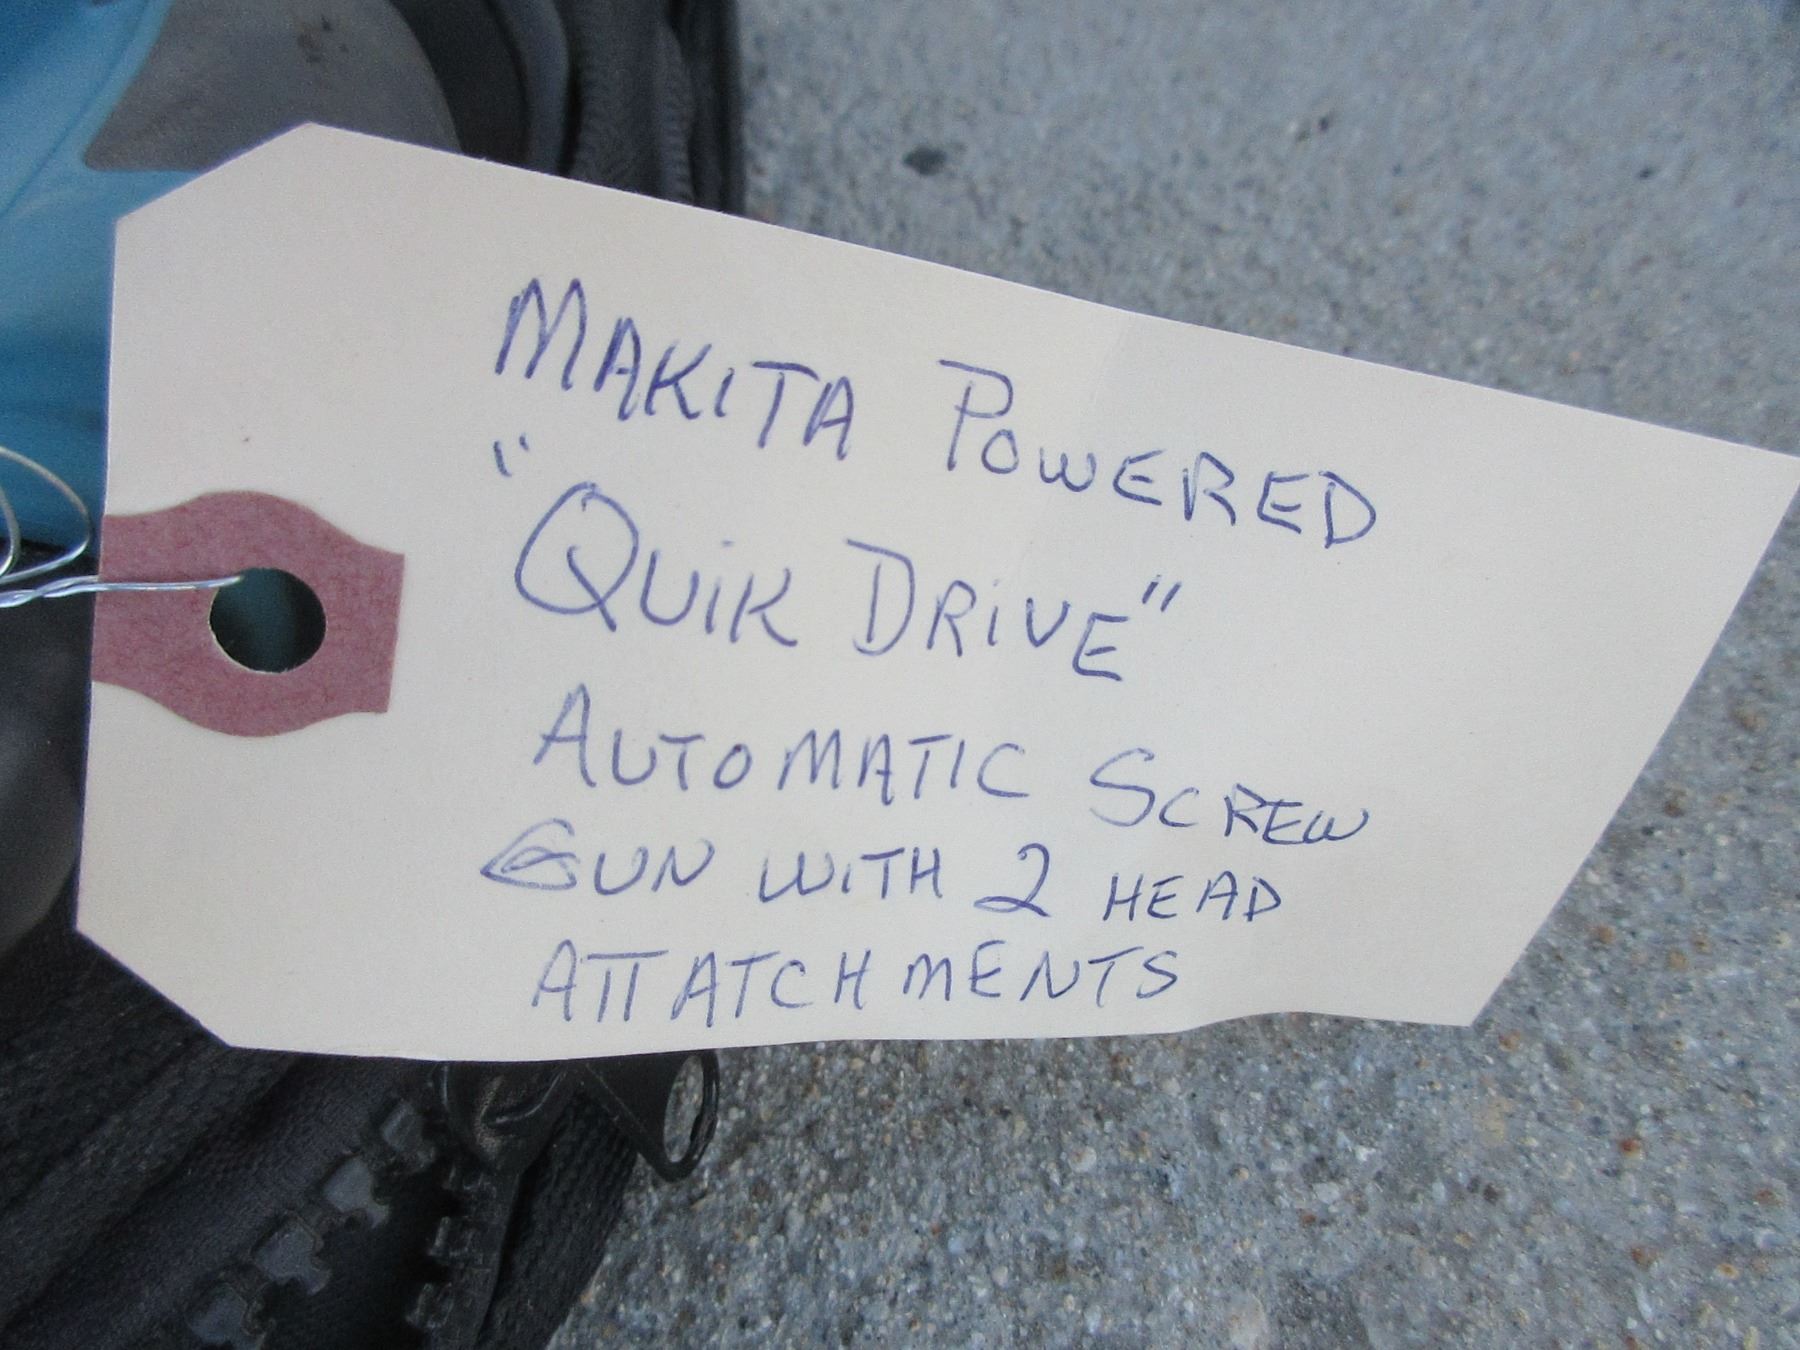 MAKITA POWERED
"QUIK DRIVE"
AUTOMATIC SCREW
GUN WITH 2 HEAD
ATTATCHMENTS